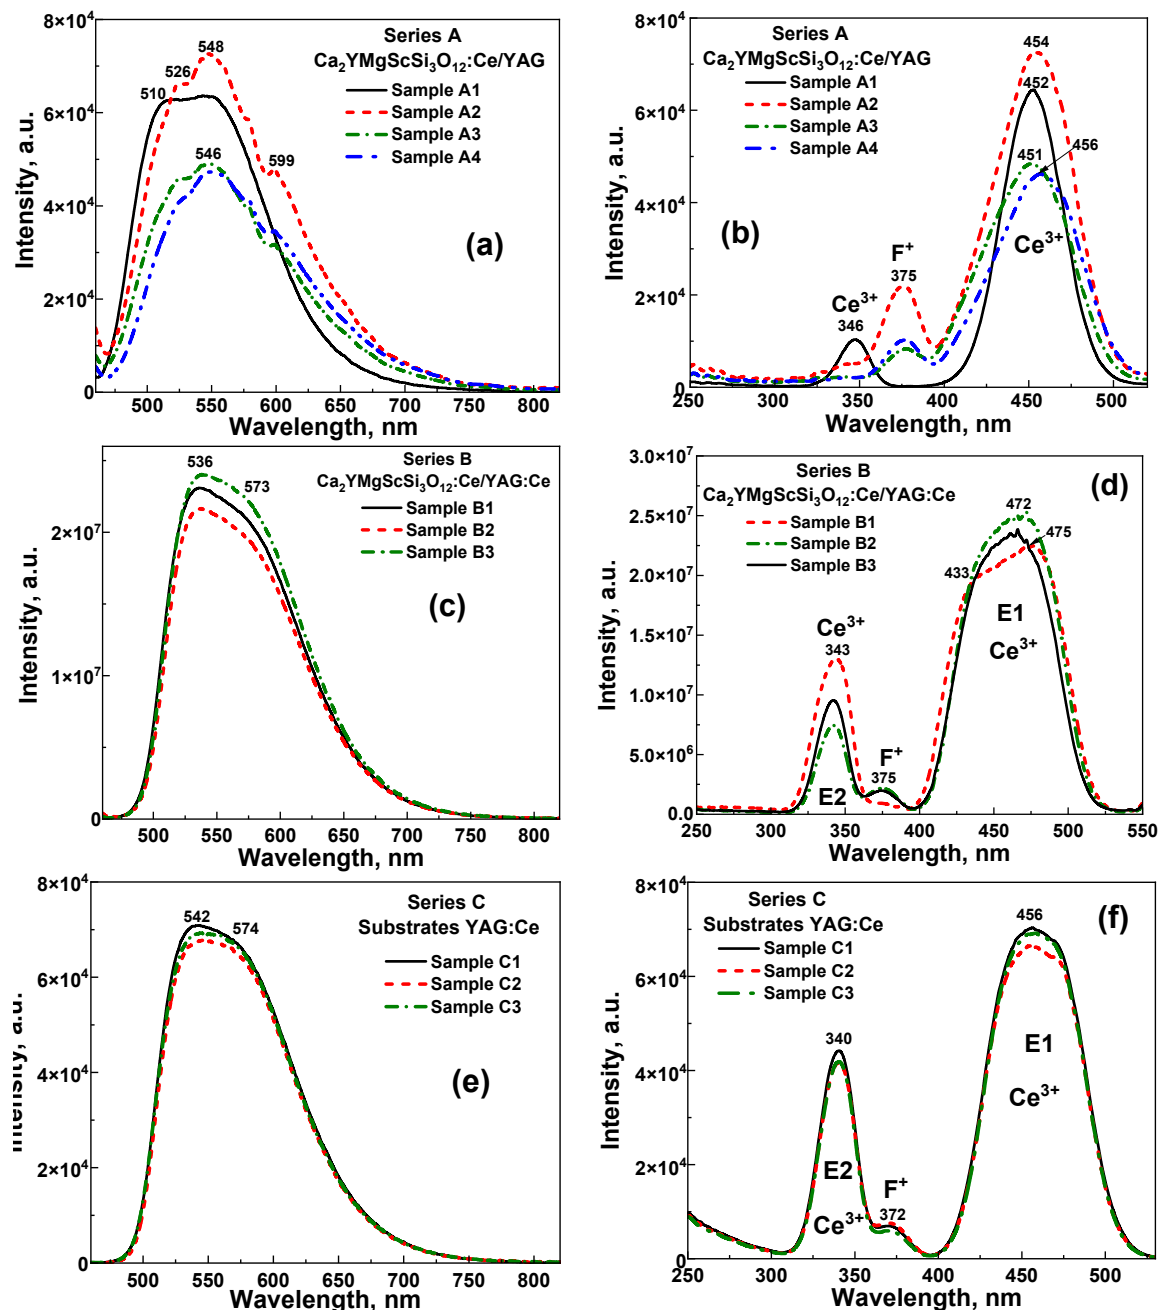 Series A
Ca₂YMgScSi₃O₁₂:Ce/YAG
Sample A1
Sample A2
Sample A3
Sample A4
510
526
548
546
599
(a)
8×10⁴
6×10⁴
4×10⁴
2×10⁴
0
500 550 600 650 700 750 800
Wavelength, nm
Intensity, a.u.
Series A
Ca₂YMgScSi₃O₁₂:Ce/YAG
Sample A1
Sample A2
Sample A3
Sample A4
454
452
451
456
Ce³⁺
F⁺
375
Ce³⁺
346
(b)
8×10⁴
6×10⁴
4×10⁴
2×10⁴
0
250 300 350 400 450 500
Wavelength, nm
Intensity, a.u.
Series B
Ca₂YMgScSi₃O₁₂:Ce/YAG:Ce
Sample B1
Sample B2
Sample B3
536
573
(c)
2×10⁷
1×10⁷
0
500 550 600 650 700 750 800
Wavelength, nm
Intensity, a.u.
Series B
Ca₂YMgScSi₃O₁₂:Ce/YAG:Ce
Sample B1
Sample B2
Sample B3
472
475
433
E1
Ce³⁺
Ce³⁺
343
F⁺
375
E2
(d)
3.0×10⁷
2.5×10⁷
2.0×10⁷
1.5×10⁷
1.0×10⁷
5.0×10⁶
0.0
250 300 350 400 450 500 550
Wavelength, nm
Intensity, a.u.
Series C
Substrates YAG:Ce
Sample C1
Sample C2
Sample C3
542
574
(e)
8×10⁴
6×10⁴
4×10⁴
2×10⁴
0
500 550 600 650 700 750 800
Wavelength, nm
Intensity, a.u.
Series C
Substrates YAG:Ce
Sample C1
Sample C2
Sample C3
456
(f)
340
E1
Ce³⁺
E2
Ce³⁺
F⁺
372
8×10⁴
6×10⁴
4×10⁴
2×10⁴
0
250 300 350 400 450 500
Wavelength, nm
Intensity, a.u.